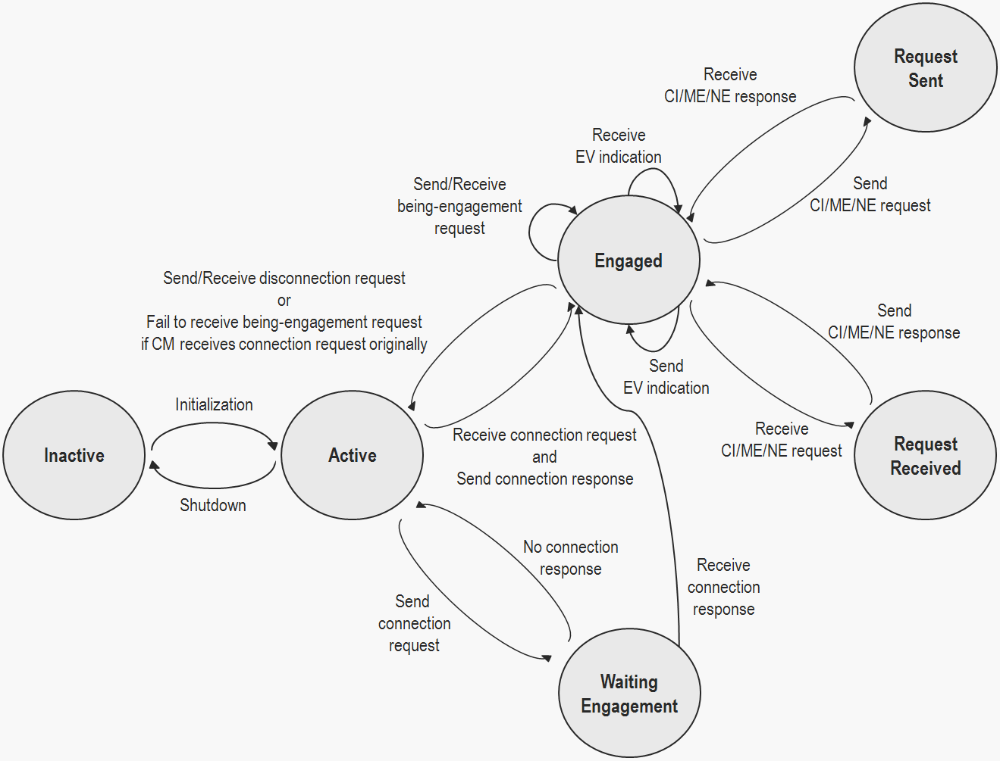 Request
Sent
Receive
CI/ME/NE response
Receive
EV indication
Send/Receive
being-engagement
request
Send
CI/ME/NE request
Engaged
Send/Receive disconnection request
or
Fail to receive being-engagement request
if CM receives connection request originally
Send
CI/ME/NE response
Send
EV indication
Initialization
Inactive
Active
Receive connection request
and
Send connection response
Receive
CI/ME/NE request
Request
Received
Shutdown
No connection
response
Receive
connection
response
Send
connection
request
Waiting
Engagement